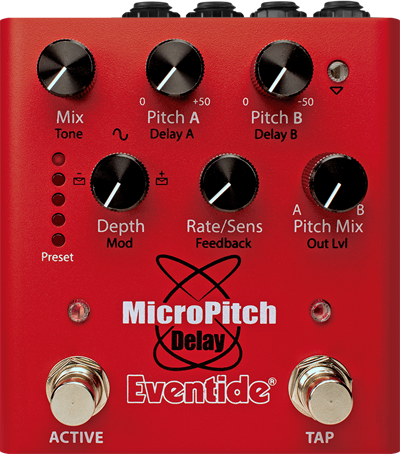 Mix
Tone
0 +50
Pitch A
Delay A
0 -50
Pitch B
Delay B
- +
Depth
Mod
Rate/Sens
Feedback
A B
Pitch Mix
Out Lvl
Preset
MicroPitch
Delay
Eventide®
ACTIVE
TAP